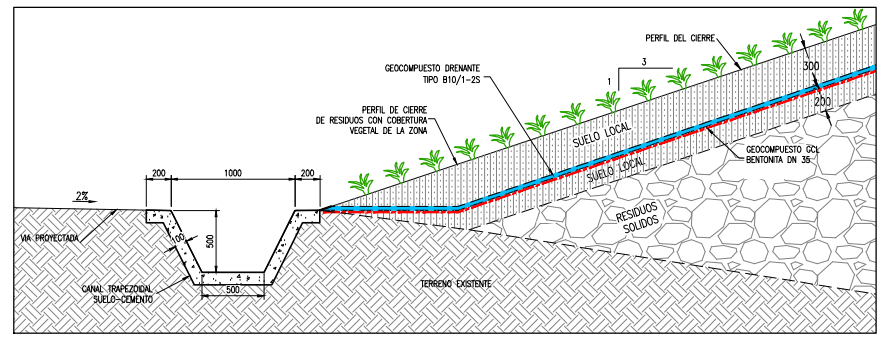 PERFIL DEL CIERRE
3
1
300
200
GEOCOMPUESTO DRENANTE
TIPO B10/1-2S
PERFIL DE CIERRE
DE RESIDUOS CON COBERTURA
VEGETAL DE LA ZONA
SUELO LOCAL
SUELO LOCAL
GEOCOMPUESTO GCL
BENTONITA DN 35
RESIDUOS
SOLIDOS
200
1000
200
2%
VIA PROYECTADA
100
500
500
CANAL TRAPEZOIDAL
SUELO-CEMENTO
TERRENO EXISTENTE